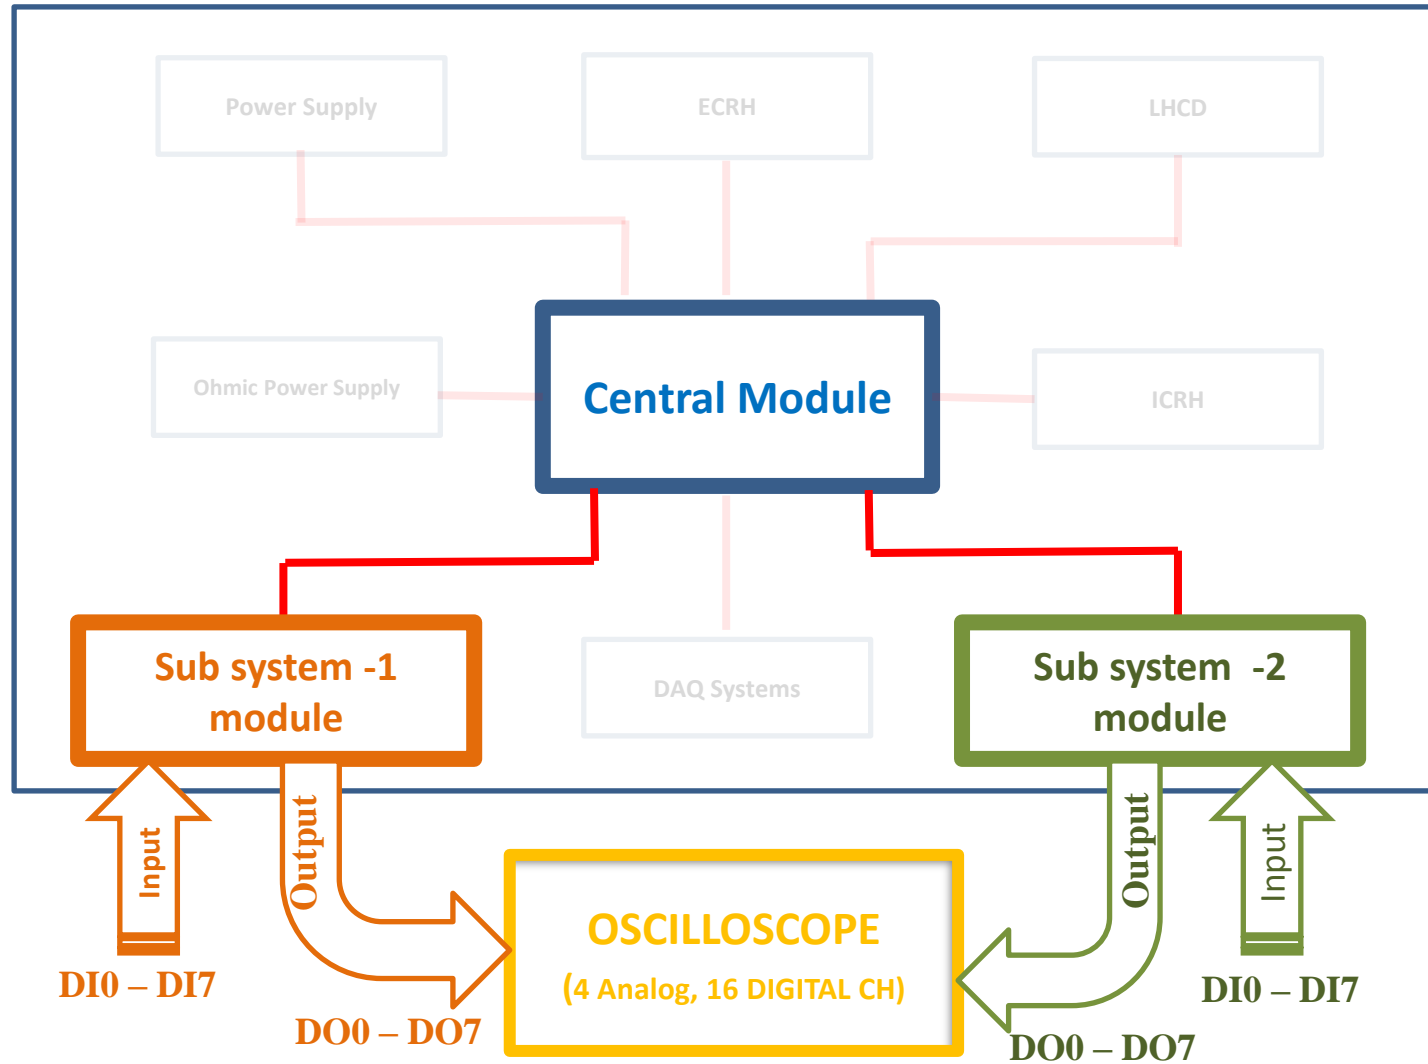 Power Supply
ECRH
LHCD
Central Module
Ohmic Power Supply
ICRH
Sub system -1
module
DAQ Systems
Sub system  -2
module
Input
Output
Output
Input
OSCILLOSCOPE
(4 Analog, 16 DIGITAL CH)
DI0 – DI7
DO0 – DO7
DI0 – DI7
DO0 – DO7